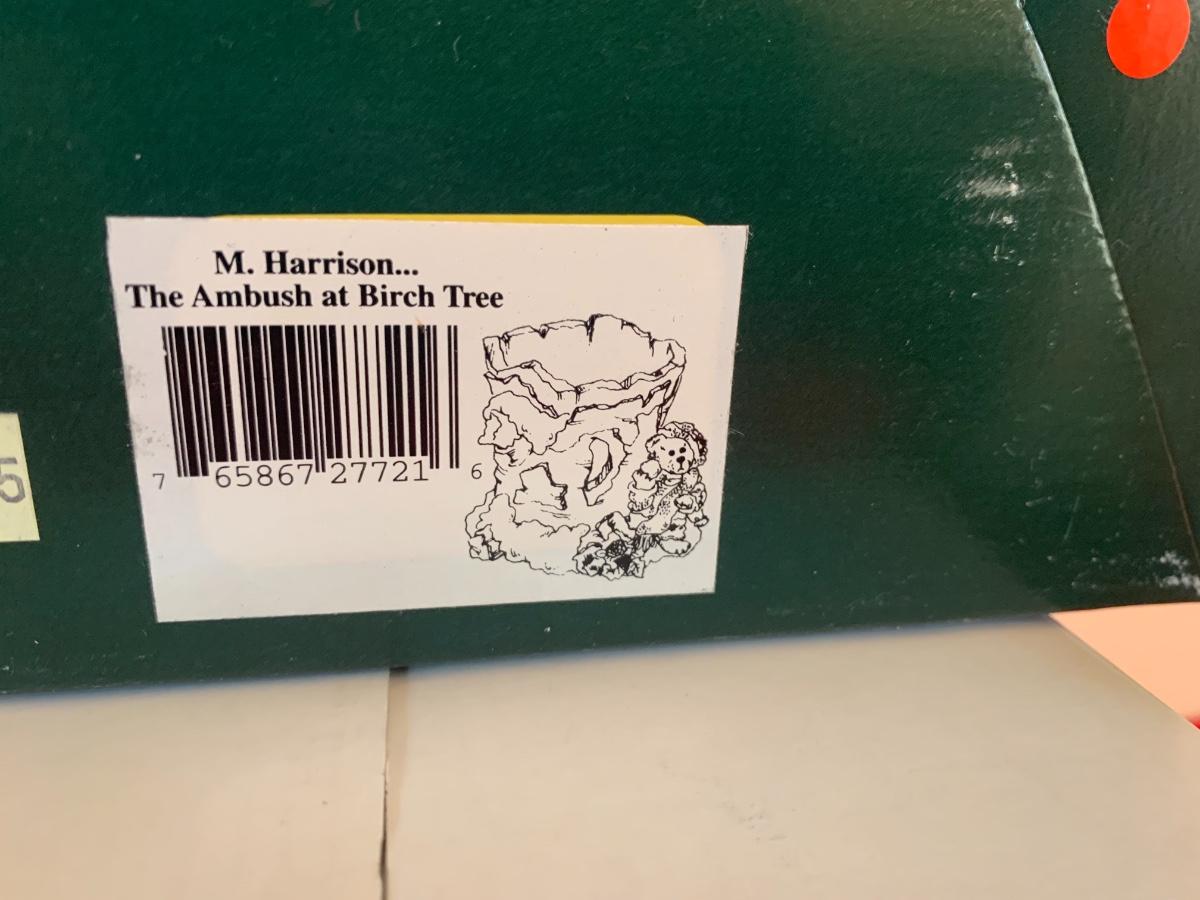 M. Harrison...
The Ambush at Birch Tree
7 65867 27721 6
5